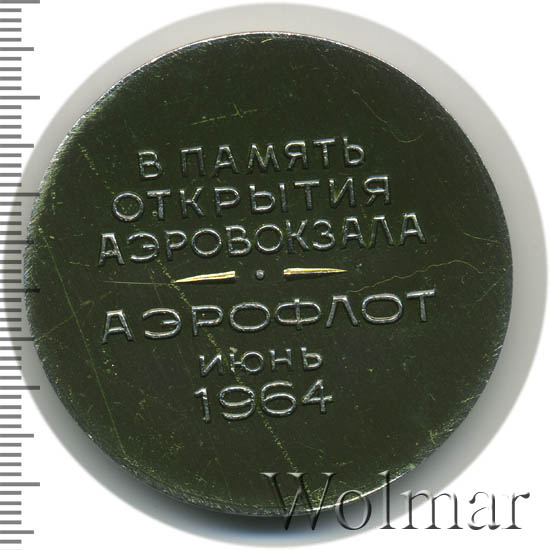 В ПАМЯТЬ
ОТКРЫТИЯ
АЭРОВОКЗАЛА
АЭРОФЛОТ
ИЮНЬ
1964
Wolmar